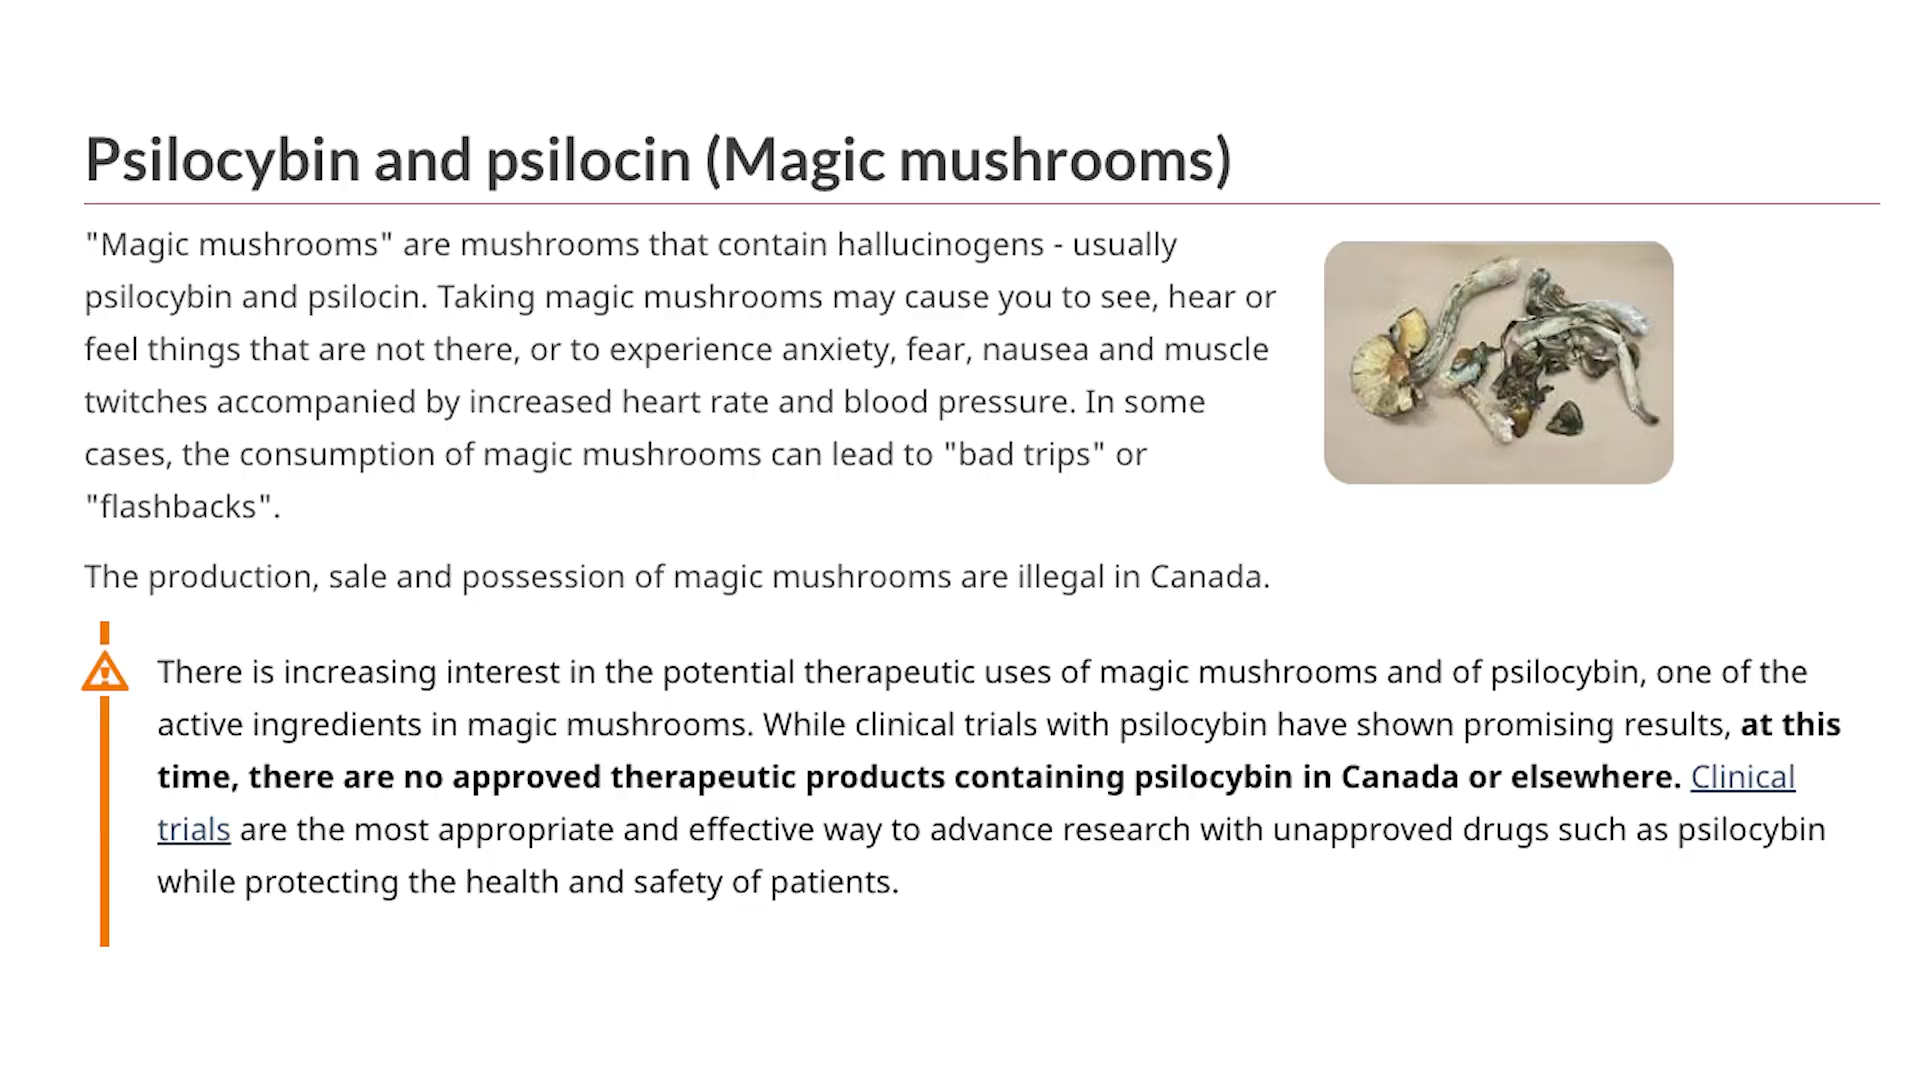 Psilocybin and psilocin (Magic mushrooms)
"Magic mushrooms" are mushrooms that contain hallucinogens - usually
psilocybin and psilocin. Taking magic mushrooms may cause you to see, hear or
feel things that are not there, or to experience anxiety, fear, nausea and muscle
twitches accompanied by increased heart rate and blood pressure. In some
cases, the consumption of magic mushrooms can lead to "bad trips" or
"flashbacks".
The production, sale and possession of magic mushrooms are illegal in Canada.
There is increasing interest in the potential therapeutic uses of magic mushrooms and of psilocybin, one of the
active ingredients in magic mushrooms. While clinical trials with psilocybin have shown promising results, at this
time, there are no approved therapeutic products containing psilocybin in Canada or elsewhere. Clinical
trials are the most appropriate and effective way to advance research with unapproved drugs such as psilocybin
while protecting the health and safety of patients.